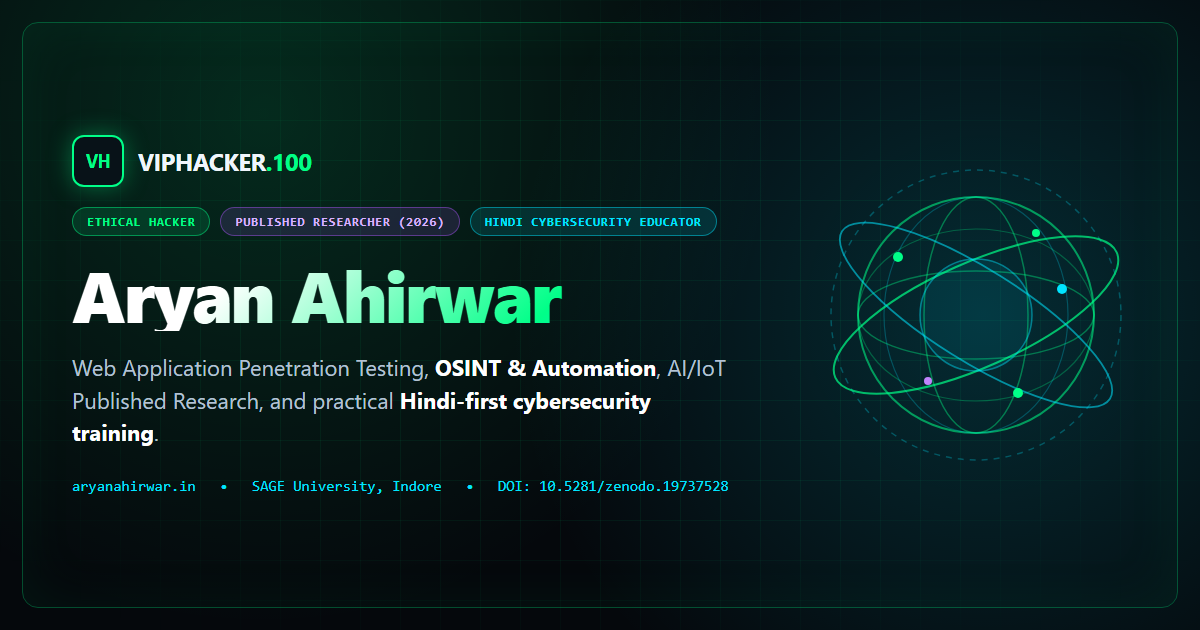 VH VIPHACKER.100
ETHICAL HACKER PUBLISHED RESEARCHER (2026) HINDI CYBERSECURITY EDUCATOR
Aryan Ahirwar
Web Application Penetration Testing, OSINT & Automation, AI/IoT
Published Research, and practical Hindi-first cybersecurity
training.
aryanahirwar.in • SAGE University, Indore • DOI: 10.5281/zenodo.19737528